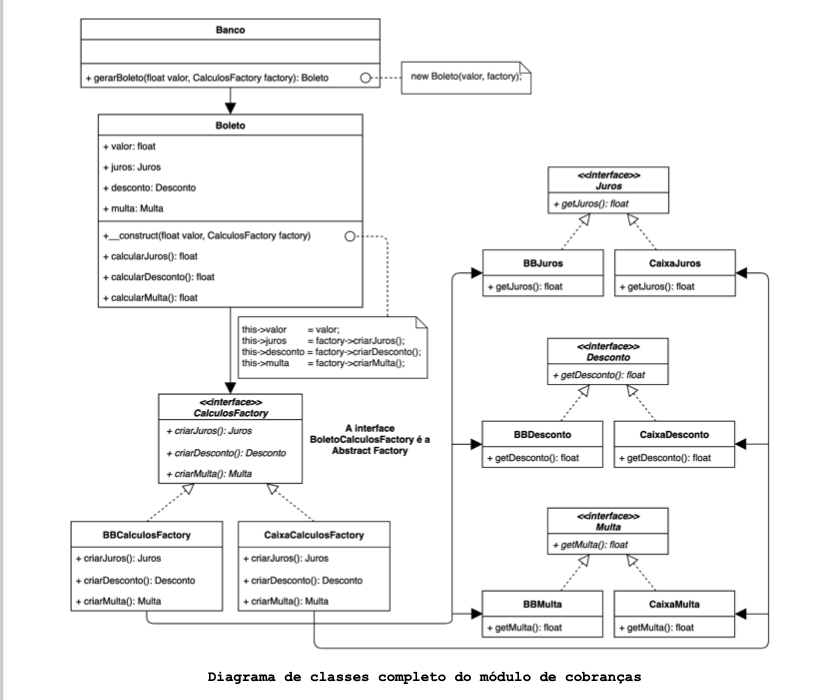 Banco
+ gerarBoleto(float valor, CalculosFactory factory): Boleto
new Boleto(valor, factory);
Boleto
+ valor: float
+ juros: Juros
+ desconto: Desconto
+ multa: Multa
+__construct(float valor, CalculosFactory factory)
+ calcularJuros(): float
+ calcularDesconto(): float
+ calcularMulta(): float
this->valor = valor;
this->juros = factory->criarJuros();
this->desconto = factory->criarDesconto();
this->multa = factory->criarMulta();
<<interface>>
CalculosFactory
+ criarJuros(): Juros
+ criarDesconto(): Desconto
+ criarMulta(): Multa
A interface
BoletoCalculosFactory é a
Abstract Factory
BBCalculosFactory
+ criarJuros(): Juros
+ criarDesconto(): Desconto
+ criarMulta(): Multa
CaixaCalculosFactory
+ criarJuros(): Juros
+ criarDesconto(): Desconto
+ criarMulta(): Multa
<<interface>>
Juros
+ getJuros(): float
BBJuros
+ getJuros(): float
CaixaJuros
+ getJuros(): float
<<interface>>
Desconto
+ getDesconto(): float
BBDesconto
+ getDesconto(): float
CaixaDesconto
+ getDesconto(): float
<<interface>>
Multa
+ getMulta(): float
BBMulta
+ getMulta(): float
CaixaMulta
+ getMulta(): float
Diagrama de classes completo do módulo de cobranças